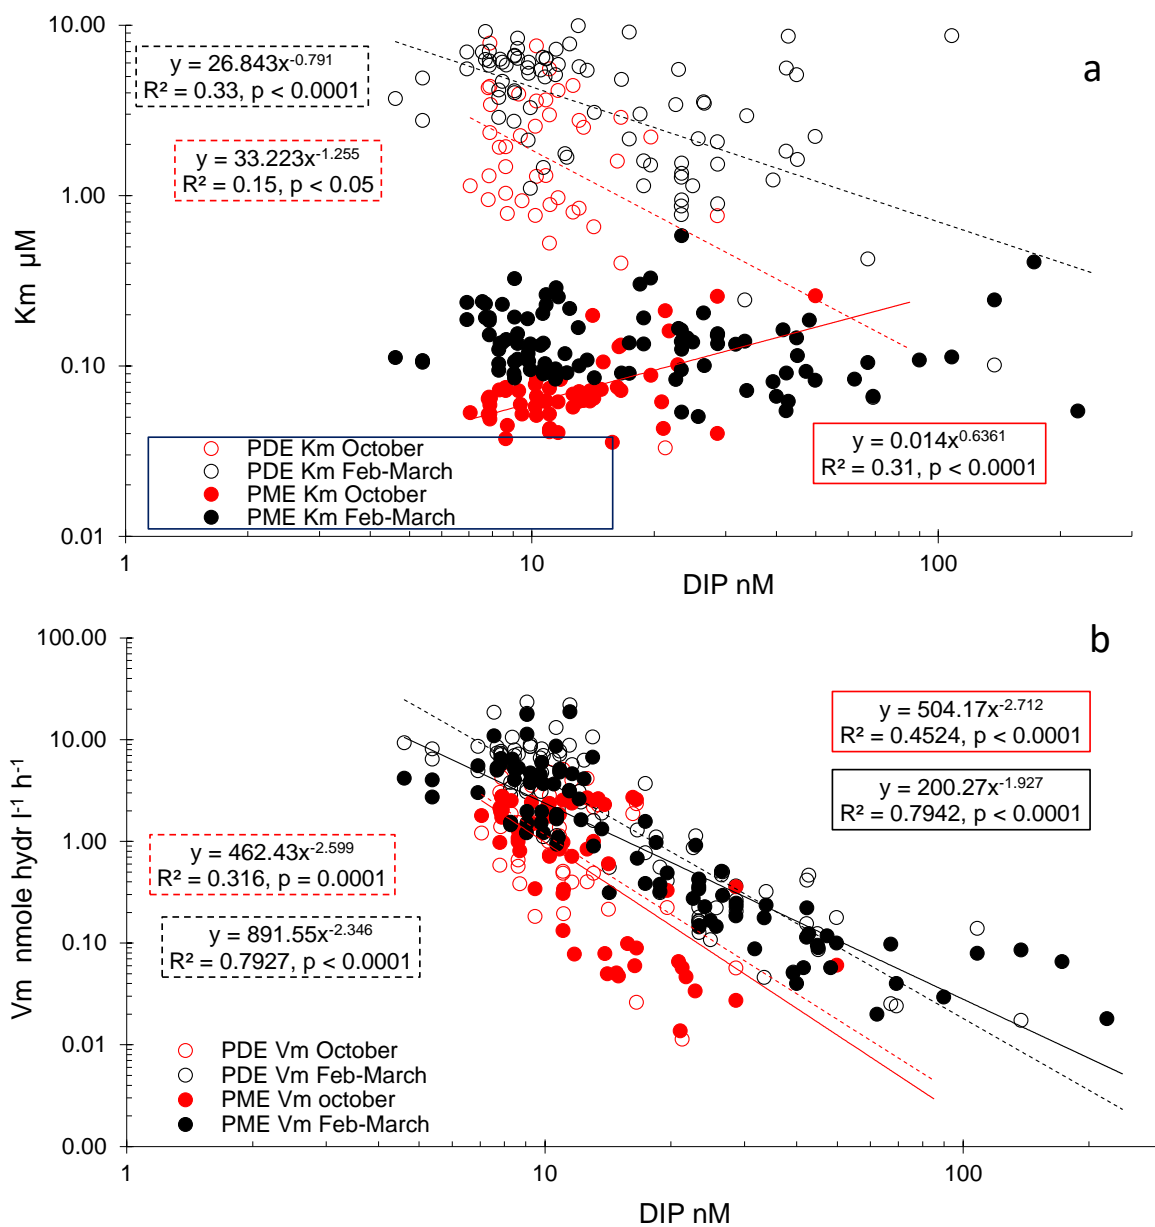 a
10.00
1.00
0.10
0.01
Km µM
y = 26.843x-0.791
R² = 0.33, p < 0.0001
y = 33.223x-1.255
R² = 0.15, p < 0.05
y = 0.014x0.6361
R² = 0.31, p < 0.0001
PDE Km October
PDE Km Feb-March
PME Km October
PME Km Feb-March
1
10
100
DIP nM
b
100.00
10.00
1.00
0.10
0.01
0.00
Vm nmole hydr l-1 h-1
y = 504.17x-2.712
R² = 0.4524, p < 0.0001
y = 200.27x-1.927
R² = 0.7942, p < 0.0001
y = 462.43x-2.599
R² = 0.316, p = 0.0001
y = 891.55x-2.346
R² = 0.7927, p < 0.0001
PDE Vm October
PDE Vm Feb-March
PME Vm october
PME Vm Feb-March
1
10
100
DIP nM